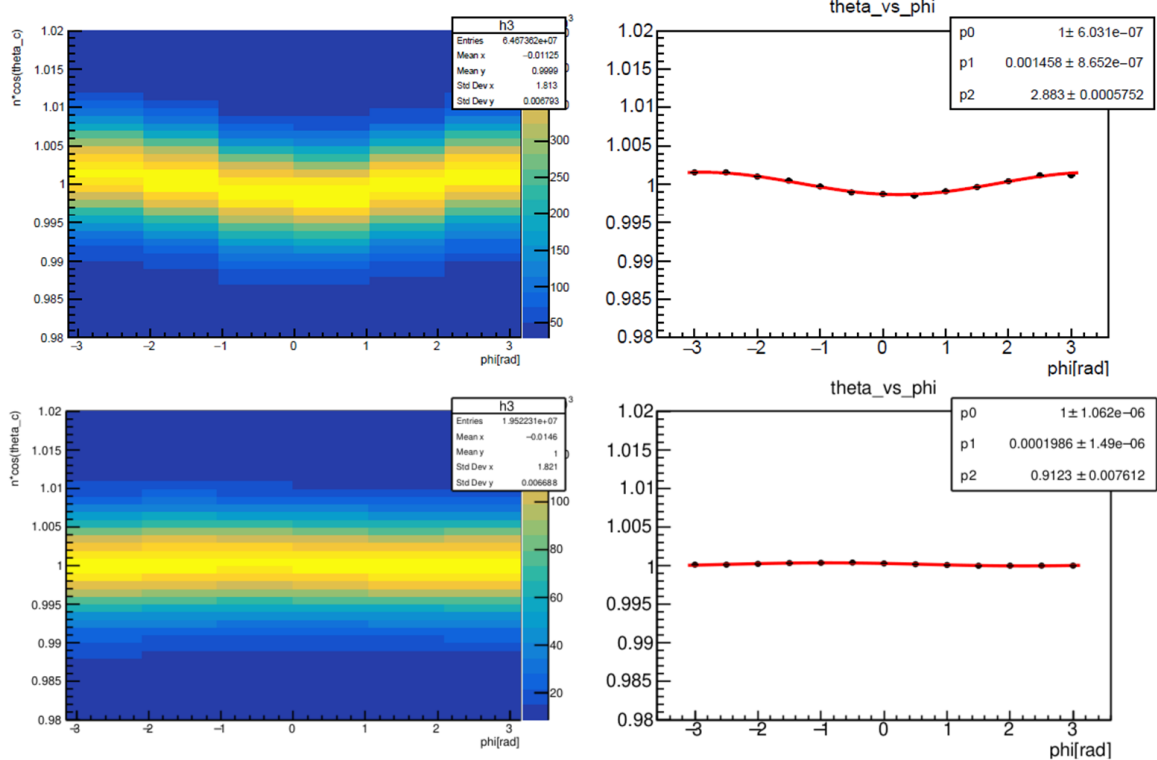 n*cos(theta_c)
1.02
1.015
1.01
1.005
1
0.995
0.99
0.985
0.98
−3 −2 −1 0 1 2 3
phi[rad]
h3
Entries 6.467362e+07
Mean x −0.01125
Mean y 0.9999
Std Dev x 1.813
Std Dev y 0.006793
3
300
250
200
150
100
50
theta_vs_phi
p0 1± 6.031e−07
p1 0.001458 ± 8.652e−07
p2 2.883 ± 0.0005752
1.02
1.015
1.01
1.005
1
0.995
0.99
0.985
0.98
−3 −2 −1 0 1 2 3
phi[rad]
n*cos(theta_c)
1.02
1.015
1.01
1.005
1
0.995
0.99
0.985
0.98
−3 −2 −1 0 1 2 3
phi[rad]
h3
Entries 1.952231e+07
Mean x −0.0146
Mean y 1
Std Dev x 1.821
Std Dev y 0.006688
3
100
80
60
40
20
theta_vs_phi
p0 1± 1.062e−06
p1 0.0001986 ± 1.49e−06
p2 0.9123 ± 0.007612
1.02
1.015
1.01
1.005
1
0.995
0.99
0.985
0.98
−3 −2 −1 0 1 2 3
phi[rad]